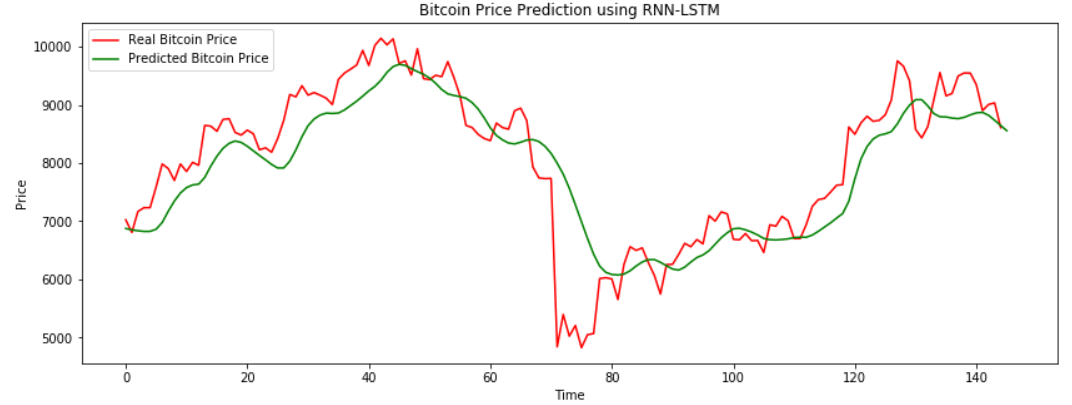 Bitcoin Price Prediction using RNN-LSTM
Real Bitcoin Price
Predicted Bitcoin Price
10000
9000
8000
7000
6000
5000
Price
0 20 40 60 80 100 120 140
Time